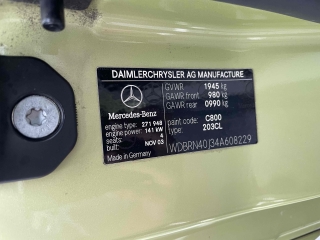 DAIMLERCHRYSLER AG MANUFACTURE
GVWR 1945 kg
GAWR front 980 kg
GAWR rear 0990 kg
Mercedes-Benz
engine type: 271 948
engine power: 141 kW
seats: 4
NOV 03
Made in Germany
paint code: C800
type: 203CL
WDBRN40J34A608229